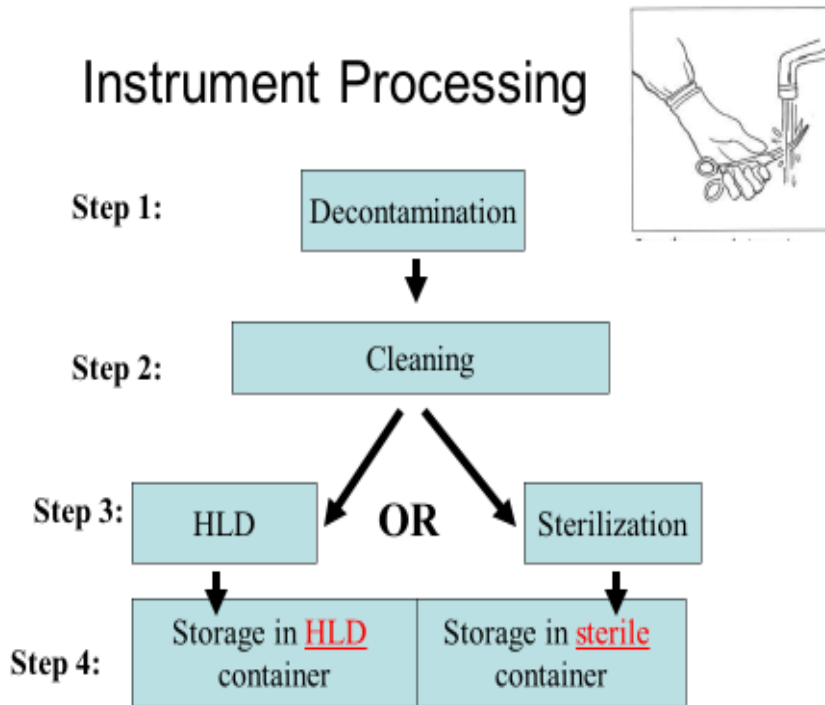 Instrument Processing
Step 1:
Decontamination
Step 2:
Cleaning
Step 3:
HLD
OR
Sterilization
Step 4:
Storage in HLD
container
Storage in sterile
container